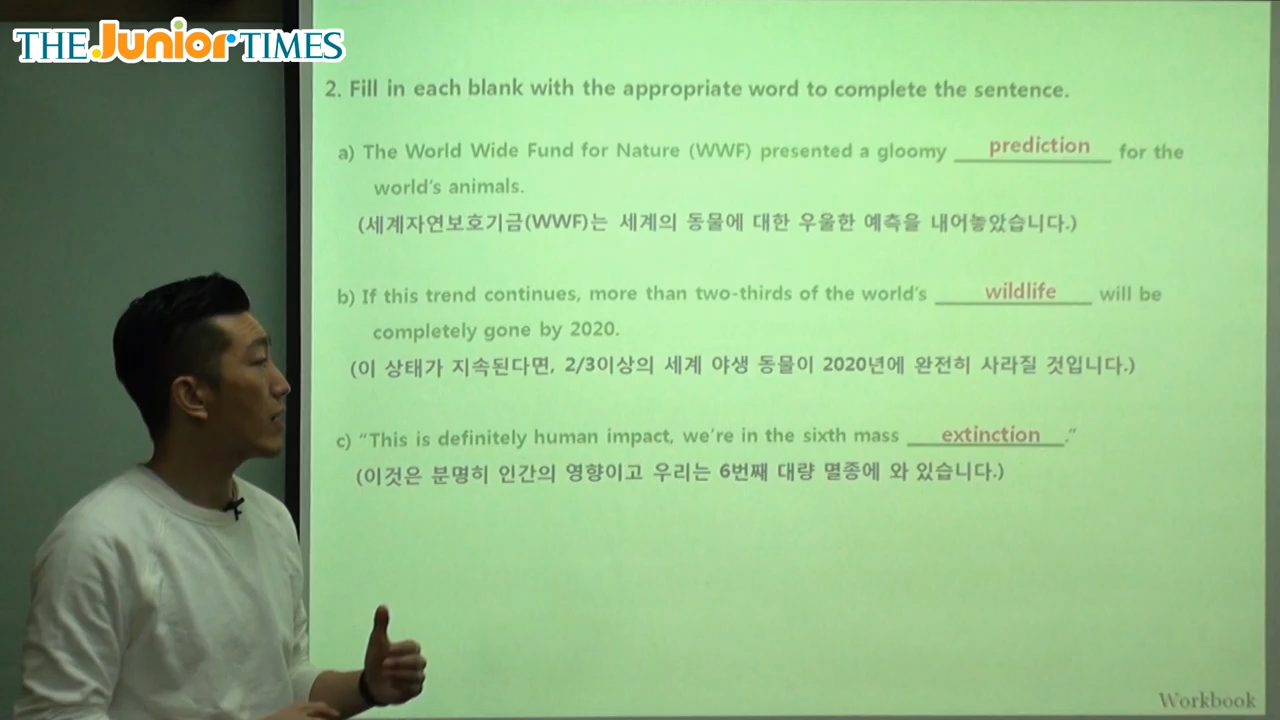 THE Junior TIMES
2. Fill in each blank with the appropriate word to complete the sentence.
a) The World Wide Fund for Nature (WWF) presented a gloomy prediction for the
world's animals.
(세계자연보호기금(WWF)는 세계의 동물에 대한 우울한 예측을 내어놓았습니다.)
b) If this trend continues, more than two-thirds of the world's wildlife will be
completely gone by 2020.
(이 상태가 지속된다면, 2/3이상의 세계 야생 동물이 2020년에 완전히 사라질 것입니다.)
c) "This is definitely human impact, we're in the sixth mass extinction."
(이것은 분명히 인간의 영향이고 우리는 6번째 대량 멸종에 와 있습니다.)
Workbook